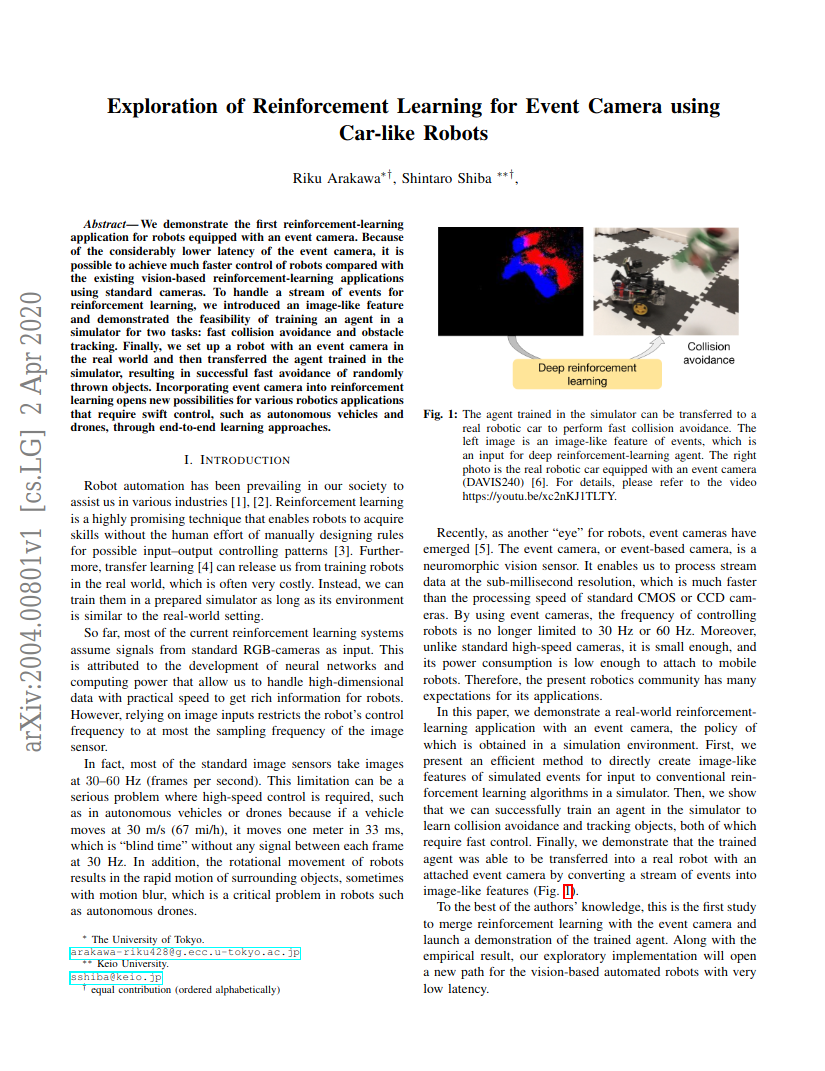 Exploration of Reinforcement Learning for Event Camera using
Car-like Robots
Riku Arakawa*†, Shintaro Shiba **†,
Abstract—We demonstrate the first reinforcement-learning
application for robots equipped with an event camera. Because
of the considerably lower latency of the event camera, it is
possible to achieve much faster control of robots compared with
the existing vision-based reinforcement-learning applications
using standard cameras. To handle a stream of events for
reinforcement learning, we introduced an image-like feature
and demonstrated the feasibility of training an agent in a
simulator for two tasks: fast collision avoidance and obstacle
tracking. Finally, we set up a robot with an event camera in
the real world and then transferred the agent trained in the
simulator, resulting in successful fast avoidance of randomly
thrown objects. Incorporating event camera into reinforcement
learning opens new possibilities for various robotics applications
that require swift control, such as autonomous vehicles and
drones, through end-to-end learning approaches.
I. INTRODUCTION
Robot automation has been prevailing in our society to
assist us in various industries [1], [2]. Reinforcement learning
is a highly promising technique that enables robots to acquire
skills without the human effort of manually designing rules
for possible input–output controlling patterns [3]. Further-
more, transfer learning [4] can release us from training robots
in the real world, which is often very costly. Instead, we can
train them in a prepared simulator as long as its environment
is similar to the real-world setting.
So far, most of the current reinforcement learning systems
assume signals from standard RGB-cameras as input. This
is attributed to the development of neural networks and
computing power that allow us to handle high-dimensional
data with practical speed to get rich information for robots.
However, relying on image inputs restricts the robot's control
frequency to at most the sampling frequency of the image
sensor.
In fact, most of the standard image sensors take images
at 30–60 Hz (frames per second). This limitation can be a
serious problem where high-speed control is required, such
as in autonomous vehicles or drones because if a vehicle
moves at 30 m/s (67 mi/h), it moves one meter in 33 ms,
which is “blind time” without any signal between each frame
at 30 Hz. In addition, the rotational movement of robots
results in the rapid motion of surrounding objects, sometimes
with motion blur, which is a critical problem in robots such
as autonomous drones.
* The University of Tokyo.
arakawa-riku428@g.ecc.u-tokyo.ac.jp
** Keio University.
sshiba@keio.jp
† equal contribution (ordered alphabetically)
Collision
avoidance
Deep reinforcement
learning
Fig. 1: The agent trained in the simulator can be transferred to a
real robotic car to perform fast collision avoidance. The
left image is an image-like feature of events, which is
an input for deep reinforcement-learning agent. The right
photo is the real robotic car equipped with an event camera
(DAVIS240) [6]. For details, please refer to the video
https://youtu.be/xc2nKJ1TLTY.
Recently, as another “eye” for robots, event cameras have
emerged [5]. The event camera, or event-based camera, is a
neuromorphic vision sensor. It enables us to process stream
data at the sub-millisecond resolution, which is much faster
than the processing speed of standard CMOS or CCD cam-
eras. By using event cameras, the frequency of controlling
robots is no longer limited to 30 Hz or 60 Hz. Moreover,
unlike standard high-speed cameras, it is small enough, and
its power consumption is low enough to attach to mobile
robots. Therefore, the present robotics community has many
expectations for its applications.
In this paper, we demonstrate a real-world reinforcement-
learning application with an event camera, the policy of
which is obtained in a simulation environment. First, we
present an efficient method to directly create image-like
features of simulated events for input to conventional rein-
forcement learning algorithms in a simulator. Then, we show
that we can successfully train an agent in the simulator to
learn collision avoidance and tracking objects, both of which
require fast control. Finally, we demonstrate that the trained
agent was able to be transferred into a real robot with an
attached event camera by converting a stream of events into
image-like features (Fig. 1).
To the best of the authors' knowledge, this is the first study
to merge reinforcement learning with the event camera and
launch a demonstration of the trained agent. Along with the
empirical result, our exploratory implementation will open
a new path for the vision-based automated robots with very
low latency.
arXiv:2004.00801v1 [cs.LG] 2 Apr 2020